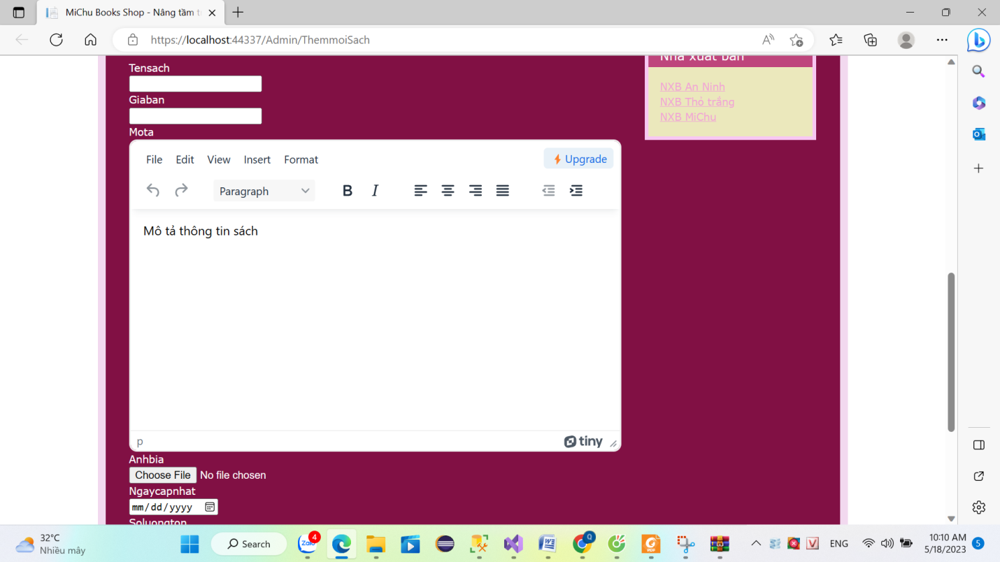 MiChu Books Shop - Nâng tầm t
https://localhost:44337/Admin/ThemmoiSach
Tensach
Giaban
Mota
File Edit View Insert Format
Upgrade
Paragraph
B I
Mô tả thông tin sách
p
tiny
Anhbia
Choose File No file chosen
Ngaycapnhat
mm/dd/yyyy
Soluongton
Nhà xuất bản
NXB An Ninh
NXB Thỏ trắng
NXB MiChu
32°C
Nhiều mây
Search
Zalo
4
Q
PDF
V
ENG
10:10 AM
5/18/2023
5